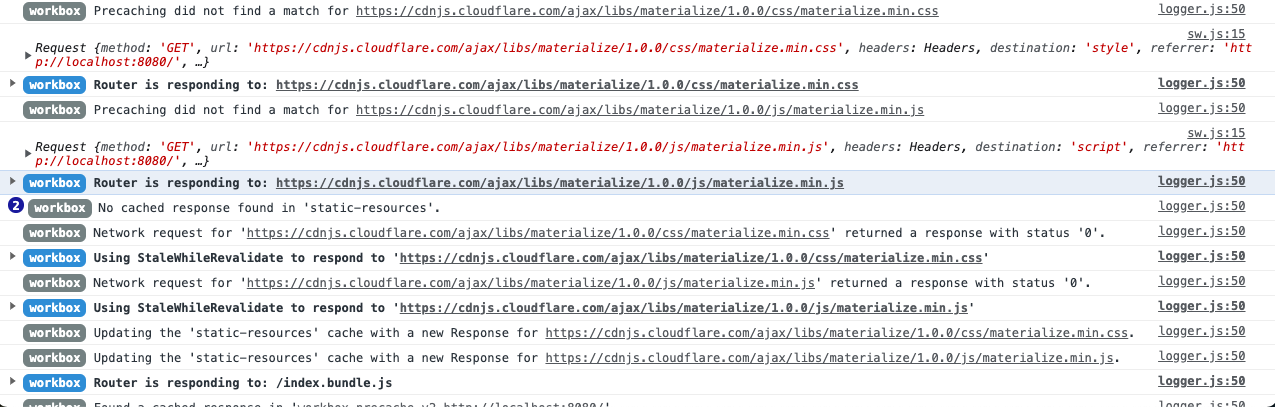 workbox Precaching did not find a match for https://cdnjs.cloudflare.com/ajax/libs/materialize/1.0.0/css/materialize.min.css logger.js:50
sw.js:15
Request {method: 'GET', url: 'https://cdnjs.cloudflare.com/ajax/libs/materialize/1.0.0/css/materialize.min.css', headers: Headers, destination: 'style', referrer: 'htt
p://localhost:8080/', …}
workbox Router is responding to: https://cdnjs.cloudflare.com/ajax/libs/materialize/1.0.0/css/materialize.min.css logger.js:50
workbox Precaching did not find a match for https://cdnjs.cloudflare.com/ajax/libs/materialize/1.0.0/js/materialize.min.js logger.js:50
sw.js:15
Request {method: 'GET', url: 'https://cdnjs.cloudflare.com/ajax/libs/materialize/1.0.0/js/materialize.min.js', headers: Headers, destination: 'script', referrer: 'htt
p://localhost:8080/', …}
workbox Router is responding to: https://cdnjs.cloudflare.com/ajax/libs/materialize/1.0.0/js/materialize.min.js logger.js:50
2 workbox No cached response found in 'static-resources'. logger.js:50
workbox Network request for 'https://cdnjs.cloudflare.com/ajax/libs/materialize/1.0.0/css/materialize.min.css' returned a response with status '0'. logger.js:50
workbox Using StaleWhileRevalidate to respond to 'https://cdnjs.cloudflare.com/ajax/libs/materialize/1.0.0/css/materialize.min.css' logger.js:50
workbox Network request for 'https://cdnjs.cloudflare.com/ajax/libs/materialize/1.0.0/js/materialize.min.js' returned a response with status '0'. logger.js:50
workbox Using StaleWhileRevalidate to respond to 'https://cdnjs.cloudflare.com/ajax/libs/materialize/1.0.0/js/materialize.min.js' logger.js:50
workbox Updating the 'static-resources' cache with a new Response for https://cdnjs.cloudflare.com/ajax/libs/materialize/1.0.0/css/materialize.min.css. logger.js:50
workbox Updating the 'static-resources' cache with a new Response for https://cdnjs.cloudflare.com/ajax/libs/materialize/1.0.0/js/materialize.min.js. logger.js:50
workbox Router is responding to: /index.bundle.js logger.js:50
workbox Found a cached response in 'workbox-precache-v2-http://localhost:8080/' logger.js:50